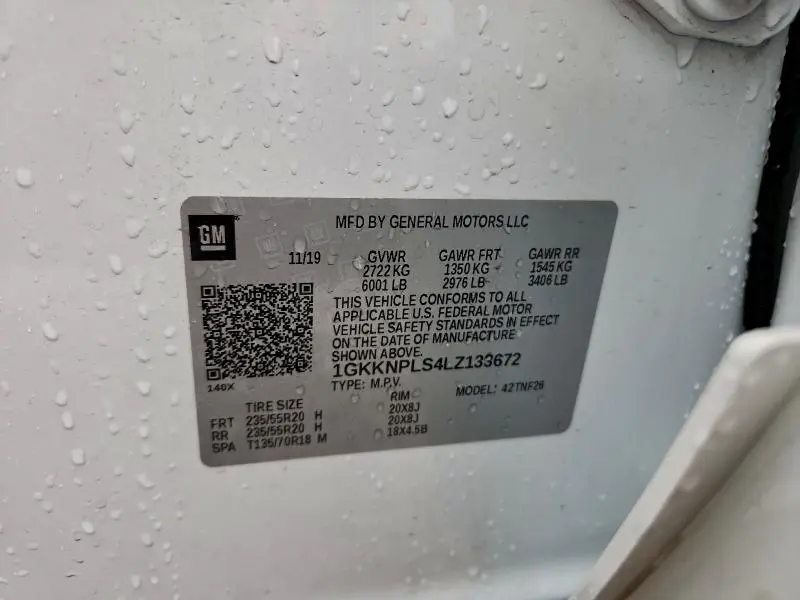 GM
MFD BY GENERAL MOTORS LLC
11/19 GVWR GAWR FRT GAWR RR
2722 KG 1350 KG 1545 KG
6001 LB 2976 LB 3406 LB
THIS VEHICLE CONFORMS TO ALL
APPLICABLE U.S. FEDERAL MOTOR
VEHICLE SAFETY STANDARDS IN EFFECT
ON THE DATE OF MANUFACTURE
SHOWN ABOVE.
1GKKNPLS4LZ133672
140X
TYPE: M.P.V. MODEL: 42TNF26
TIRE SIZE RIM
FRT 235/55R20 H 20X8J
RR 235/55R20 H 20X8J
SPA T135/70R18 M 18X4.5B